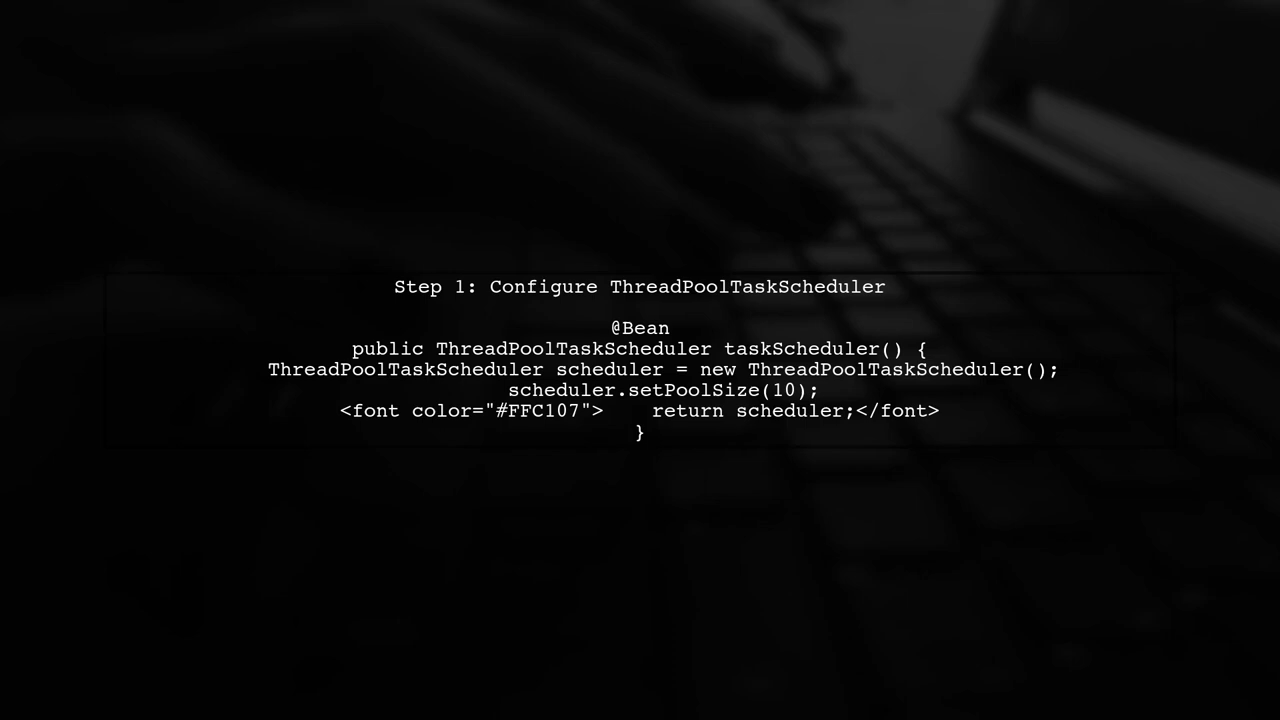 Step 1: Configure ThreadPoolTaskScheduler
@Bean
public ThreadPoolTaskScheduler taskScheduler() {
ThreadPoolTaskScheduler scheduler = new ThreadPoolTaskScheduler();
scheduler.setPoolSize(10);
<font color="#FFC107">    return scheduler;</font>
}